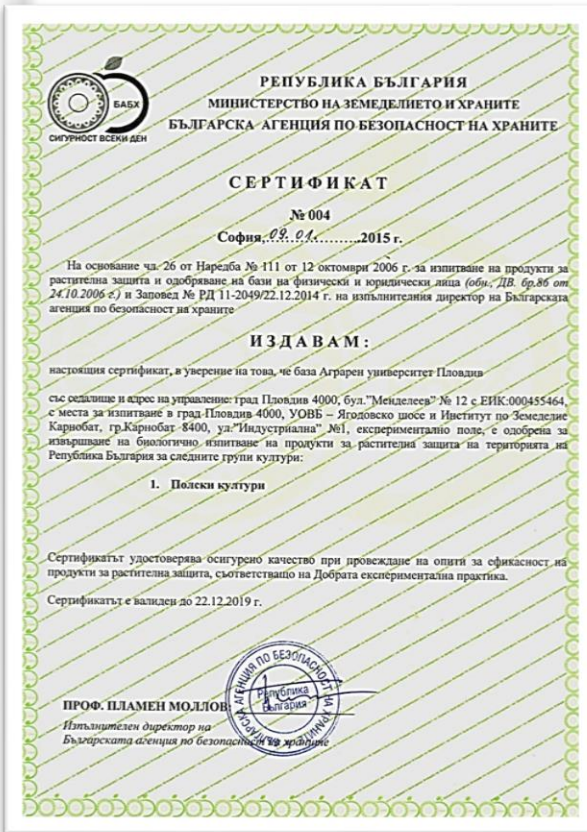 БАБХ
СИГУРНОСТ ВСЕКИ ДЕН
РЕПУБЛИКА БЪЛГАРИЯ
МИНИСТЕРСТВО НА ЗЕМЕДЕЛИЕТО И ХРАНИТЕ
БЪЛГАРСКА АГЕНЦИЯ ПО БЕЗОПАСНОСТ НА ХРАНИТЕ
СЕРТИФИКАТ
№ 004
София, 09.01. 2015 г.
На основание чл. 26 от Наредба № 111 от 12 октомври 2006 г. за изпитване на продукти за
растителна защита и одобряване на бази на физически и юридически лица (обн., ДВ. бр.86 от
24.10.2006 г.) и Заповед № РД 11-2049/22.12.2014 г. на изпълнителния директор на Българската
агенция по безопасност на храните
ИЗДАВАМ:
настоящия сертификат, в уверение на това, че база Аграрен университет Пловдив
със седалище и адрес на управление: град Пловдив 4000, бул."Менделеев" № 12 с ЕИК:000455464,
с места за изпитване в град Пловдив 4000, УОВБ – Ягодовско шосе и Институт по Земеделие
Карнобат, гр.Карнобат 8400, ул."Индустриална" №1, експериментално поле, е одобрена за
извършване на биологично изпитване на продукти за растителна защита на територията на
Република България за следните групи култури:
1. Полски култури
Сертификатът удостоверява осигурено качество при провеждане на опити за ефикасност на
продукти за растителна защита, съответстващо на Добрата експериментална практика.
Сертификатът е валиден до 22.12.2019 г.
БЪЛГАРСКА АГЕНЦИЯ ПО БЕЗОПАСНОСТ НА ХРАНИТЕ
Република
България
ПРОФ. ПЛАМЕН МОЛЛОВ:
Изпълнителен директор на
Българската агенция по безопасност на храните